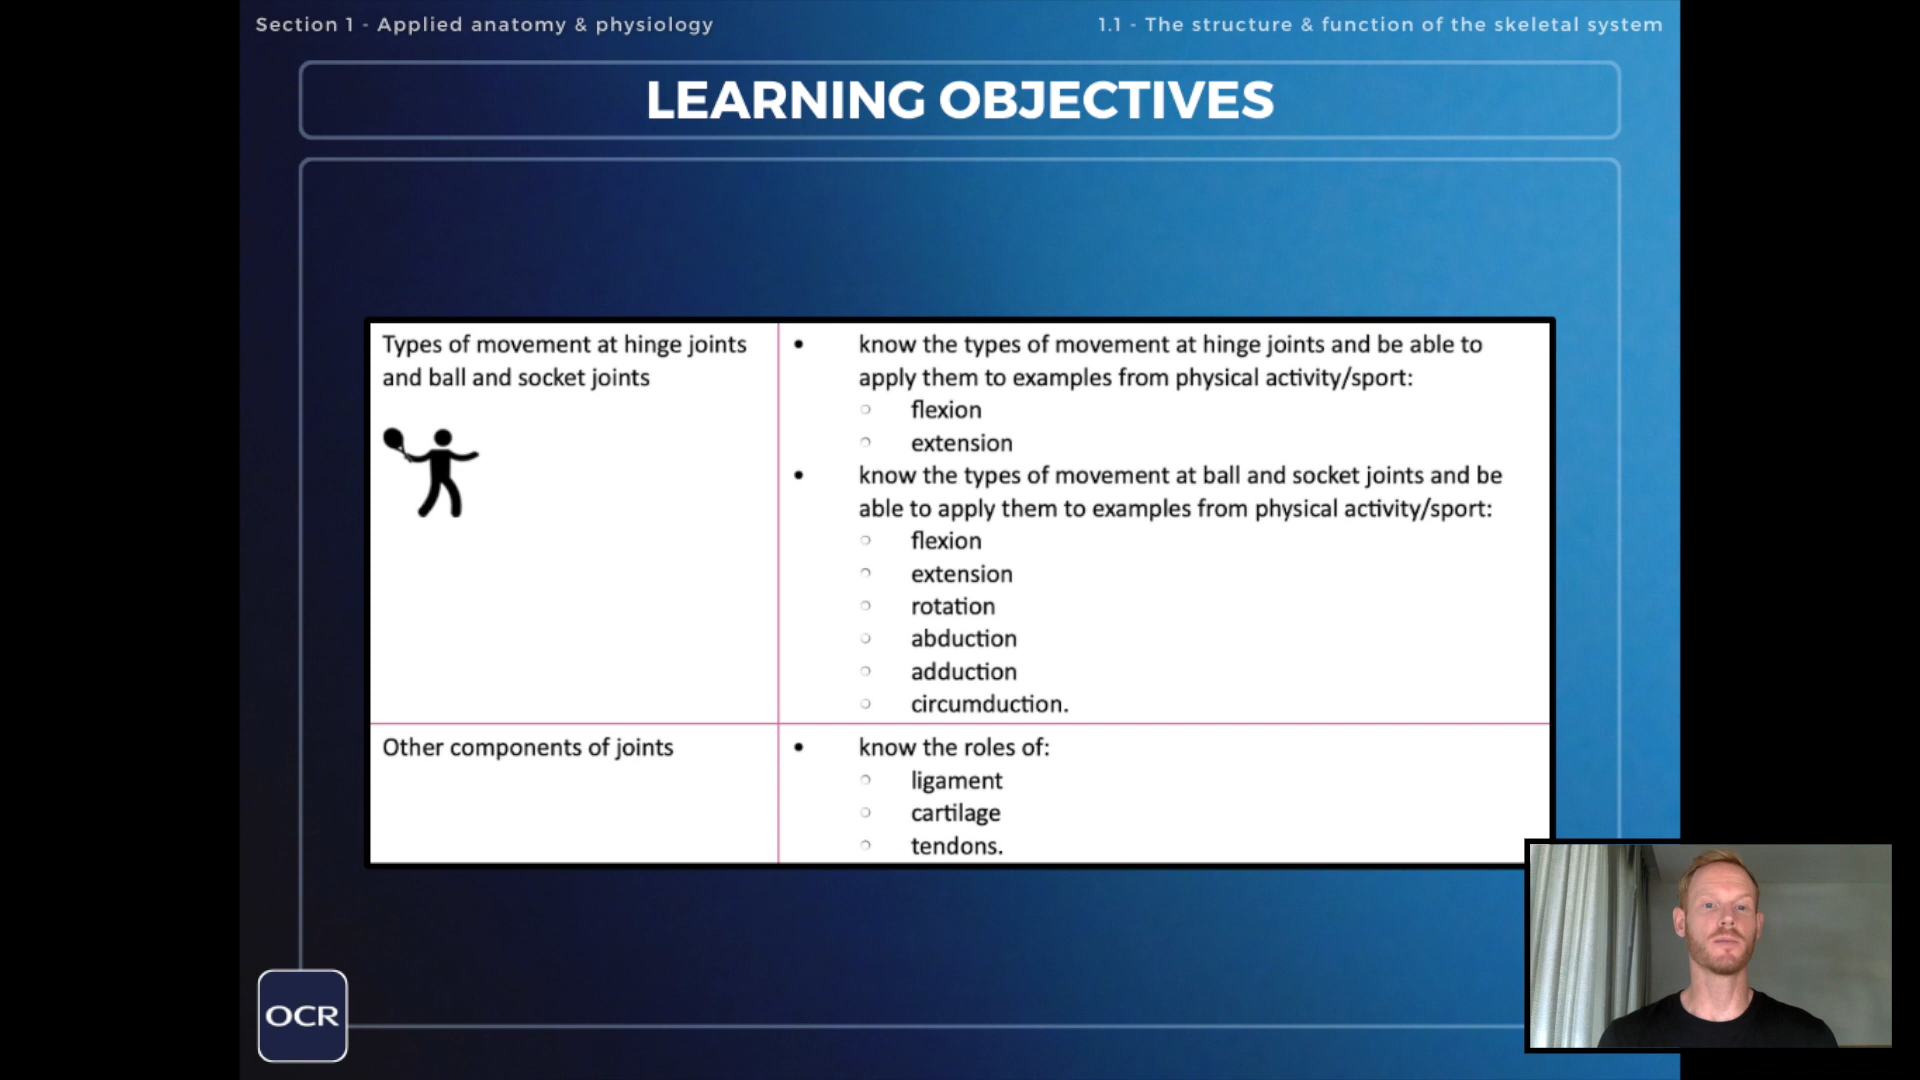 Section 1 - Applied anatomy & physiology
1.1 - The structure & function of the skeletal system
LEARNING OBJECTIVES
Types of movement at hinge joints
and ball and socket joints
• know the types of movement at hinge joints and be able to
apply them to examples from physical activity/sport:
○ flexion
○ extension
• know the types of movement at ball and socket joints and be
able to apply them to examples from physical activity/sport:
○ flexion
○ extension
○ rotation
○ abduction
○ adduction
○ circumduction.
Other components of joints
• know the roles of:
○ ligament
○ cartilage
○ tendons.
OCR